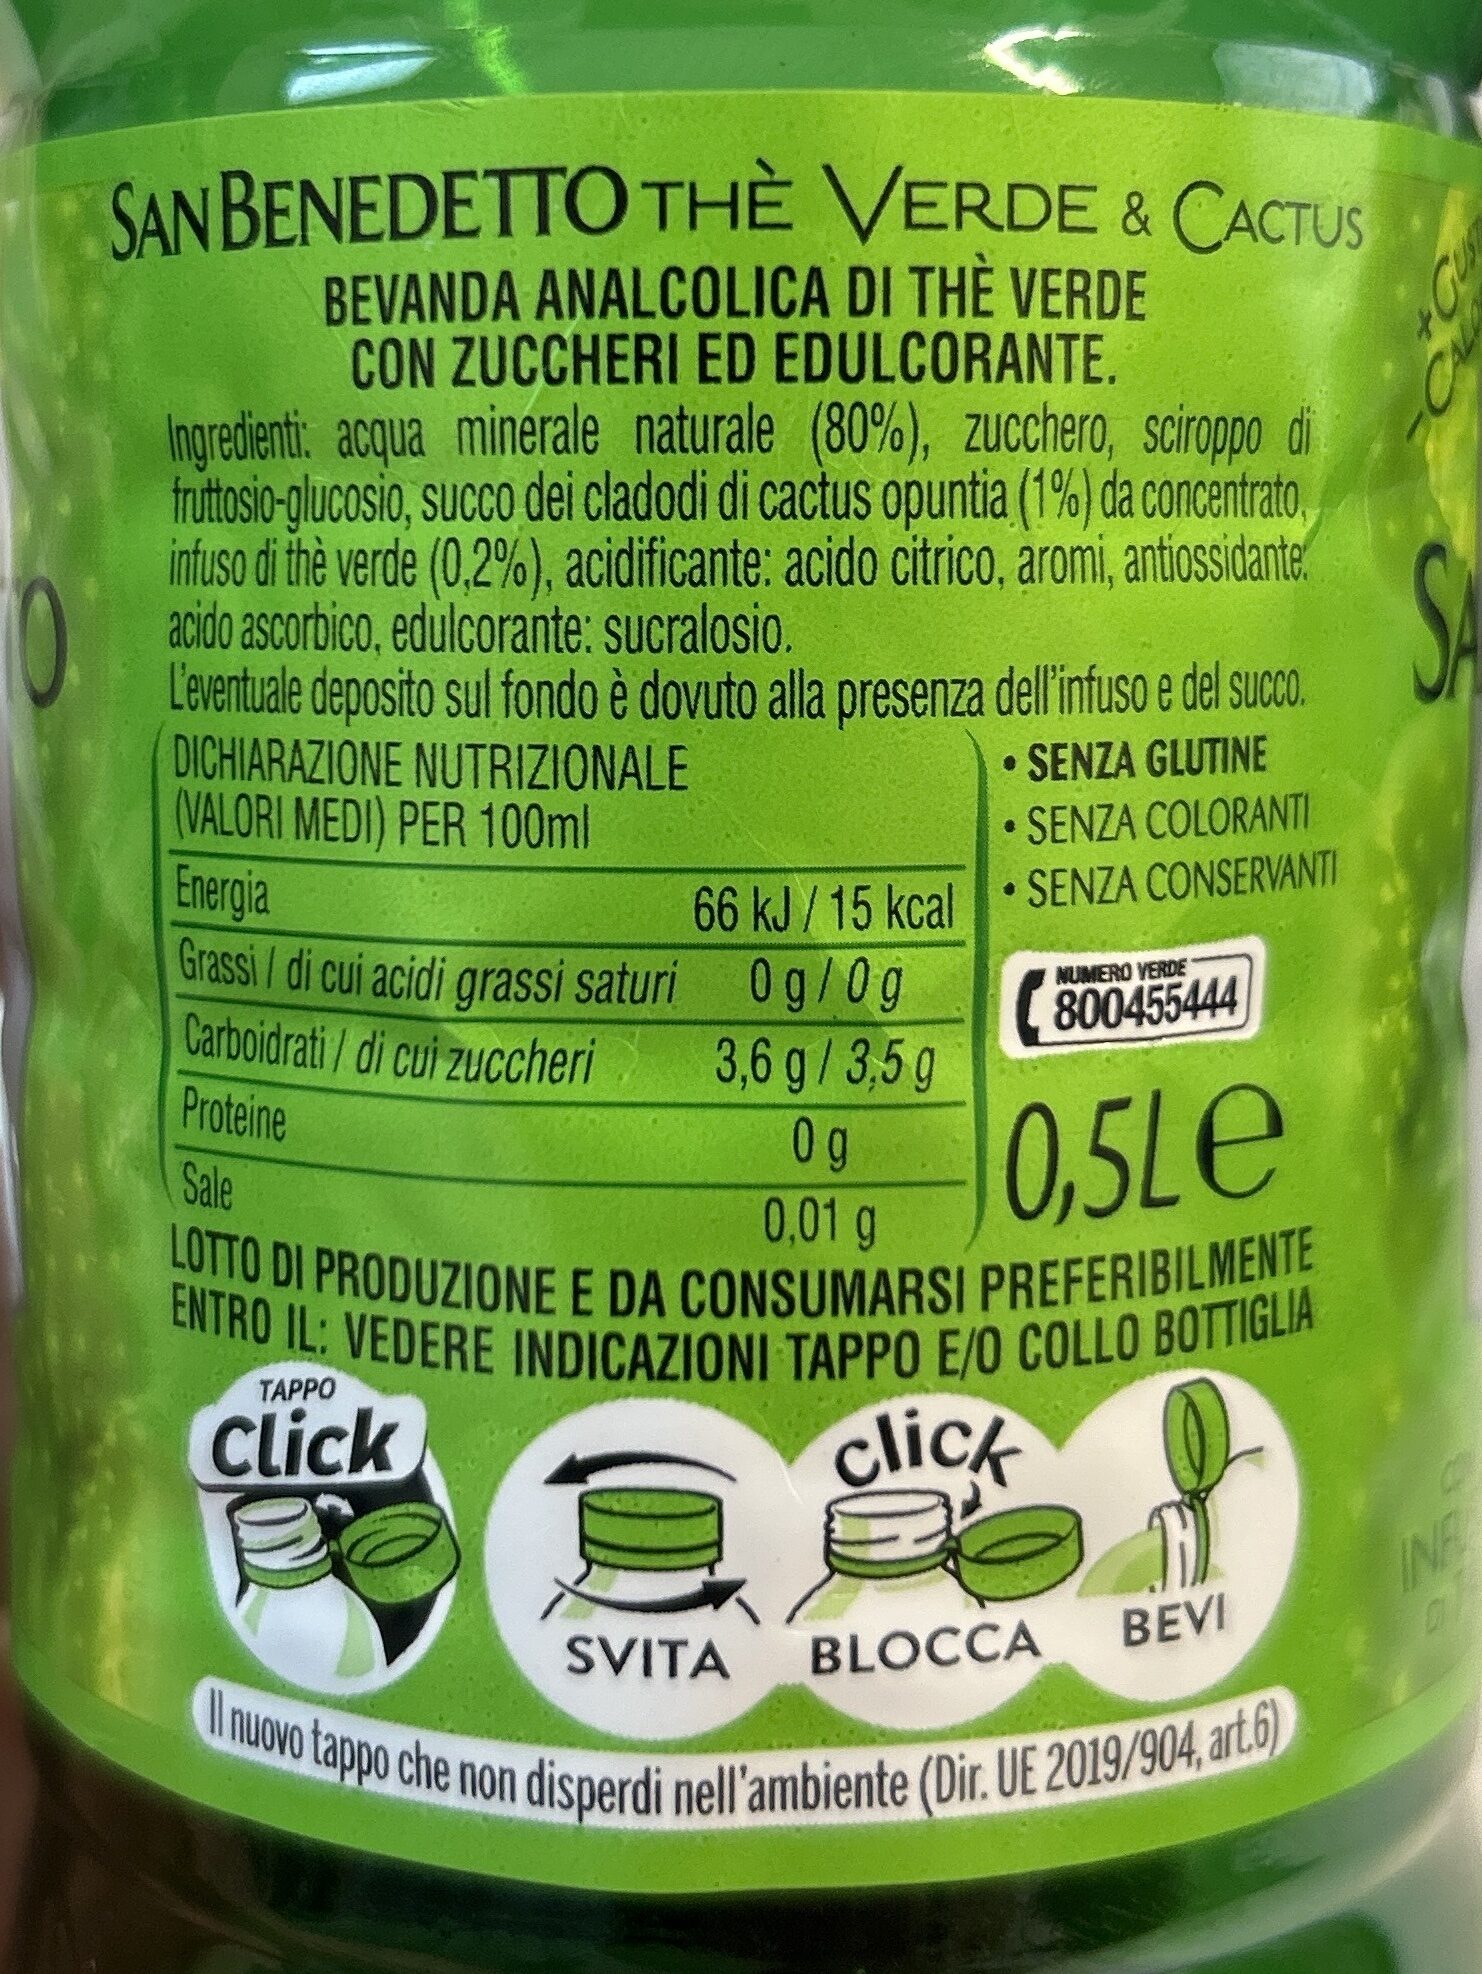 SAN BENEDETTO THÈ VERDE & CACTUS
BEVANDA ANALCOLICA DI THÈ VERDE
CON ZUCCHERI ED EDULCORANTE.
Ingredienti: acqua minerale naturale (80%), zucchero, sciroppo di
fruttosio-glucosio, succo dei cladodi di cactus opuntia (1%) da concentrato,
infuso di thè verde (0,2%), acidificante: acido citrico, aromi, antiossidante:
acido ascorbico, edulcorante: sucralosio.
L'eventuale deposito sul fondo è dovuto alla presenza dell'infuso e del succo.
DICHIARAZIONE NUTRIZIONALE
(VALORI MEDI) PER 100ml
Energia 66 kJ / 15 kcal
Grassi / di cui acidi grassi saturi 0 g / 0 g
Carboidrati / di cui zuccheri 3,6 g / 3,5 g
Proteine 0 g
Sale 0,01 g
• SENZA GLUTINE
• SENZA COLORANTI
• SENZA CONSERVANTI
NUMERO VERDE
800455444
0,5L e
LOTTO DI PRODUZIONE E DA CONSUMARSI PREFERIBILMENTE
ENTRO IL: VEDERE INDICAZIONI TAPPO E/O COLLO BOTTIGLIA
TAPPO
Click
click
SVITA BLOCCA BEVI
Il nuovo tappo che non disperdi nell'ambiente (Dir. UE 2019/904, art.6)